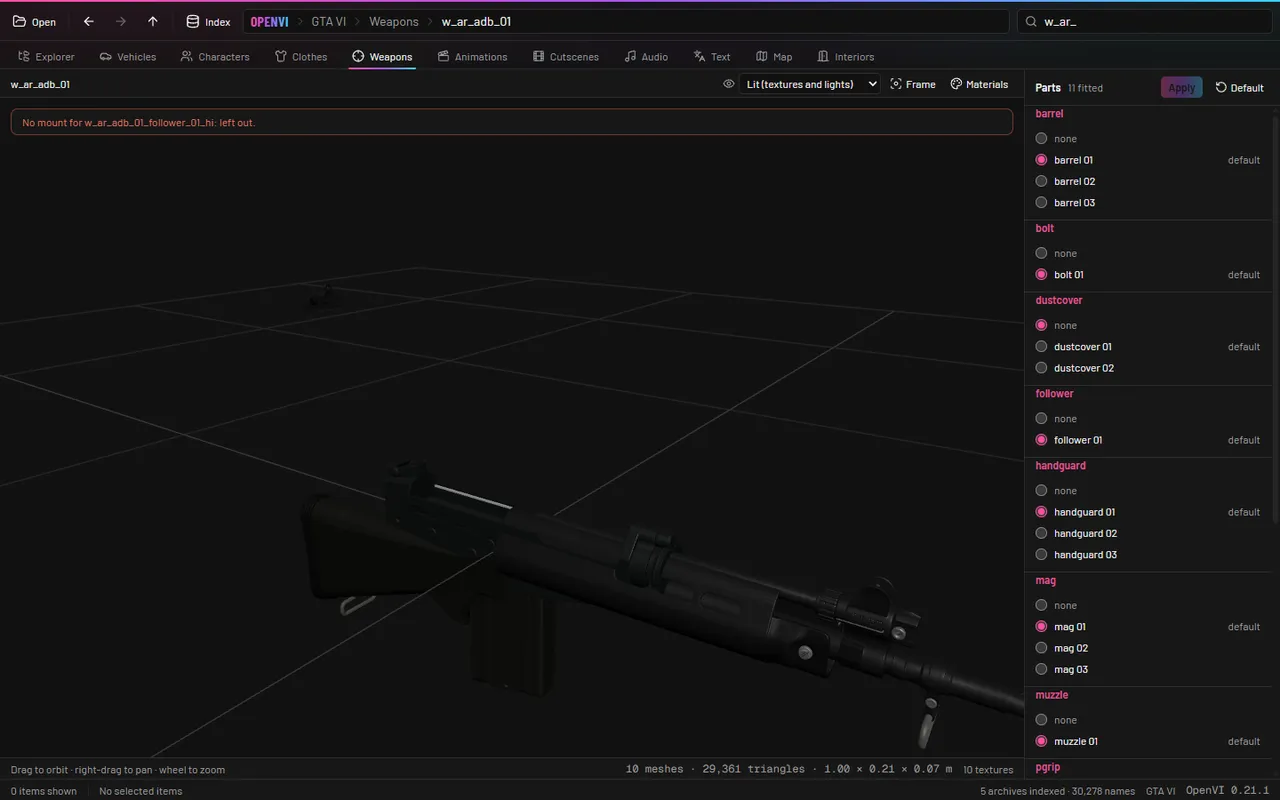 Open
Index
OPENVI
GTA VI
Weapons
w_ar_adb_01
w_ar_
Explorer
Vehicles
Characters
Clothes
Weapons
Animations
Cutscenes
Audio
Text
Map
Interiors
w_ar_adb_01
Lit (textures and lights)
Frame
Materials
Parts 11 fitted
Apply
Default
No mount for w_ar_adb_01_follower_01_hi: left out.
barrel
none
barrel 01 default
barrel 02
barrel 03
bolt
none
bolt 01 default
dustcover
none
dustcover 01 default
dustcover 02
follower
none
follower 01 default
handguard
none
handguard 01 default
handguard 02
handguard 03
mag
none
mag 01 default
mag 02
mag 03
muzzle
none
muzzle 01 default
pgrip
Drag to orbit · right-drag to pan · wheel to zoom
10 meshes · 29,361 triangles · 1.00 × 0.21 × 0.07 m 10 textures
0 items shown
No selected items
5 archives indexed · 30,278 names GTA VI OpenVI 0.21.1